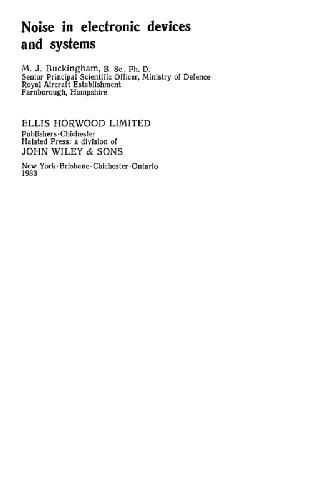 Noise in electronic devices
and systems
M. J. Buckingham, B. Sc., Ph. D.
Senior Principal Scientific Officer, Ministry of Defence
Royal Aircraft Establishment
Farnborough, Hampshire
ELLIS HORWOOD LIMITED
Publishers·Chichester
Halsted Press: a division of
JOHN WILEY & SONS
New York·Brisbane·Chichester·Ontario
1983